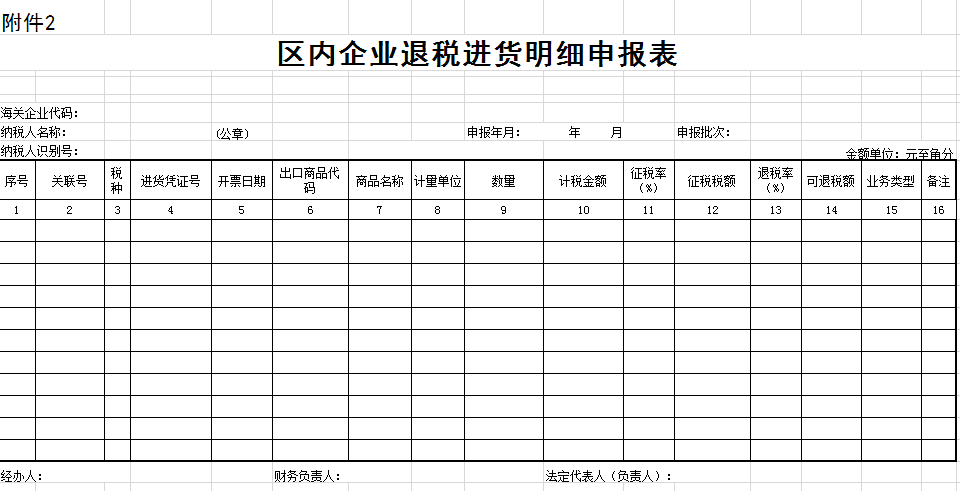 附件2
区内企业退税进货明细申报表
海关企业代码：
纳税人名称： (公章) 申报年月： 年 月 申报批次：
纳税人识别号： 金额单位：元至角分
序号 关联号 税种 进货凭证号 开票日期 出口商品代码 商品名称 计量单位 数量 计税金额 征税率（%） 征税税额 退税率（%） 可退税额 业务类型 备注
1 2 3 4 5 6 7 8 9 10 11 12 13 14 15 16
经办人： 财务负责人： 法定代表人（负责人）：